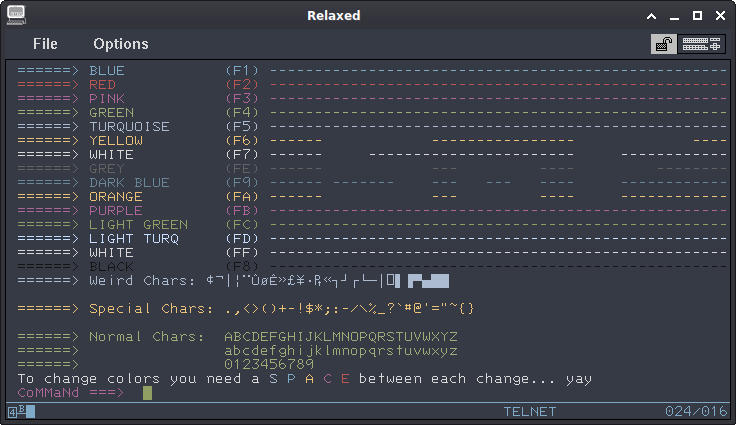 Relaxed
File Options
======> BLUE (F1) ----------------------------------------------------------
======> RED (F2) ----------------------------------------------------------
======> PINK (F3) ----------------------------------------------------------
======> GREEN (F4) ----------------------------------------------------------
======> TURQUOISE (F5) ----------------------------------------------------------
======> YELLOW (F6) ------ ---------------- ----
======> WHITE (F7) ------ ---------------------- ------------
======> GREY (FE) ------ --- ----
======> DARK BLUE (F9) ------ ------- --- --- ---- ----
======> ORANGE (FA) ------ --- ---- ------------
======> PURPLE (FB) ----------------------------------------------------------
======> LIGHT GREEN (FC) ----------------------------------------------------------
======> LIGHT TURQ (FD) ----------------------------------------------------------
======> WHITE (FF) ----------------------------------------------------------
======> BLACK (F8)
======> Weird Chars: ¢¬|¦¨ÙøÊ»£¥·₧«┐┘┌└─│
======> Special Chars: .,<>()+-!$*;:-/\%_?`#@'="~{}
======> Normal Chars: ABCDEFGHIJKLMNOPQRSTUVWXYZ
======> abcdefghijklmnopqrstuvwxyz
======> 0123456789
To change colors you need a S P A C E between each change... yay
CoMMaNd ===>
4 B TELNET 024/016